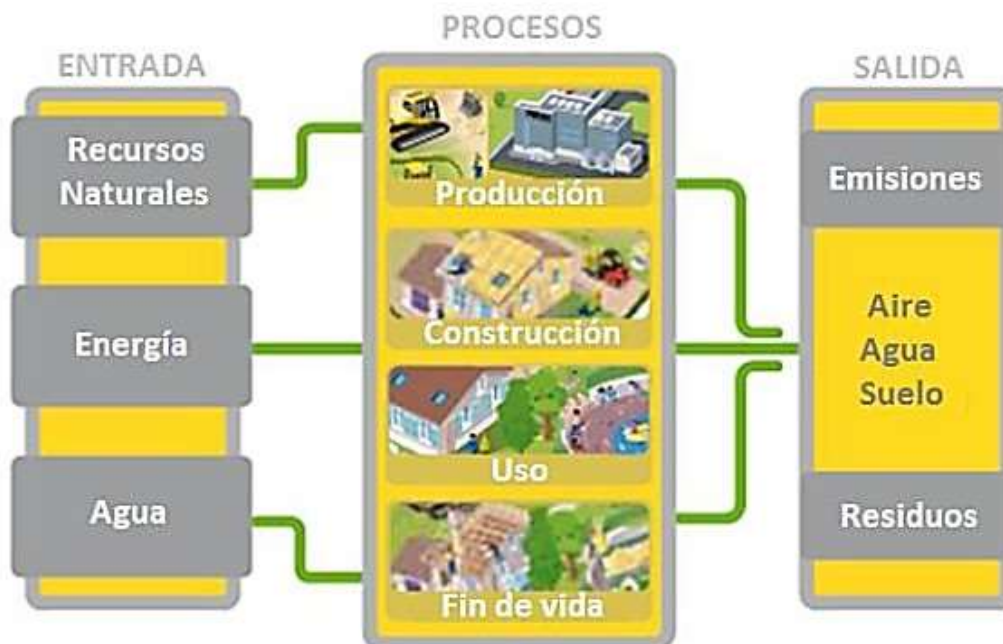 ENTRADA
Recursos
Naturales
Energía
Agua
PROCESOS
Producción
Construcción
Uso
Fin de vida
SALIDA
Emisiones
Aire
Agua
Suelo
Residuos